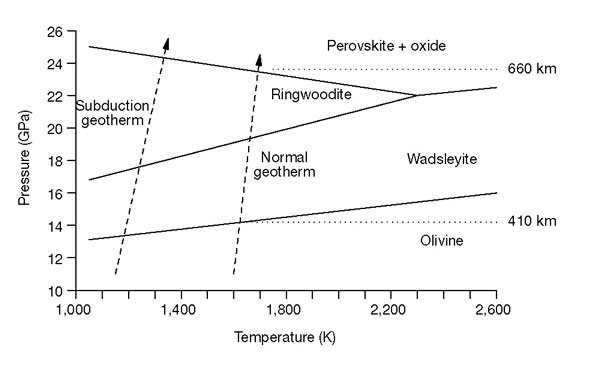 26
24
22
20
18
16
14
12
10
Pressure (GPa)
Perovskite + oxide
660 km
Ringwoodite
Subduction
geotherm
Normal
geotherm
Wadsleyite
410 km
Olivine
1,000
1,400
1,800
2,200
2,600
Temperature (K)